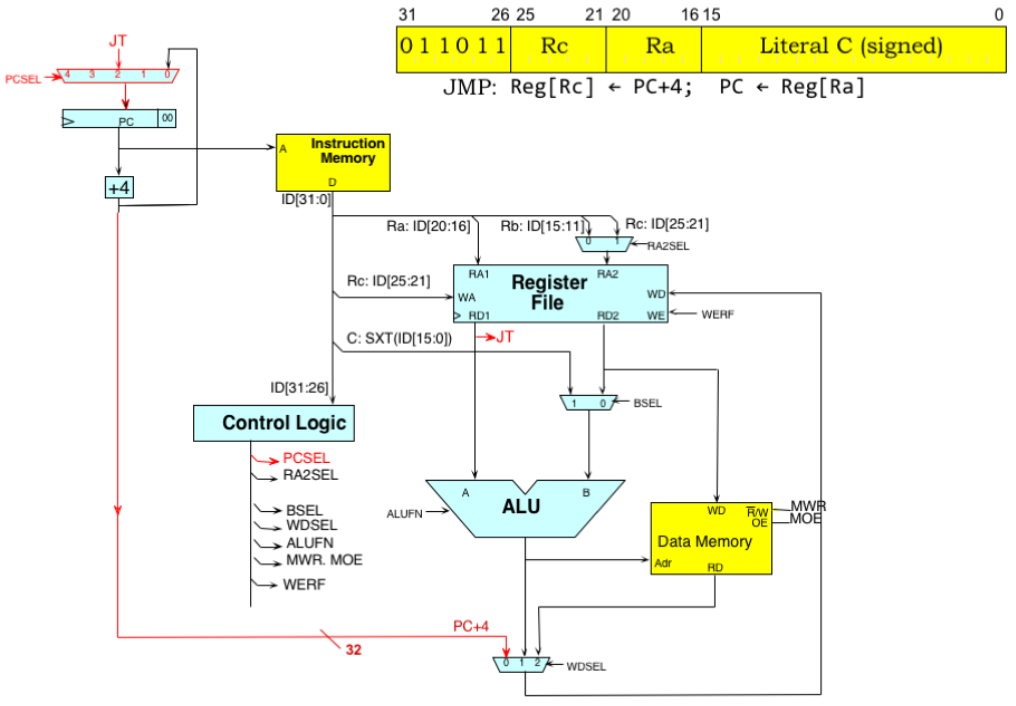 31 26 25 21 20 16 15 0
0 1 1 0 1 1 Rc Ra Literal C (signed)
JMP: Reg[Rc] ← PC+4; PC ← Reg[Ra]
JT
PCSEL
4 3 2 1 0
PC 00
+4
A
Instruction
Memory
D
ID[31:0]
Ra: ID[20:16]
Rb: ID[15:11]
Rc: ID[25:21]
0 1
RA2SEL
Rc: ID[25:21]
RA1
RA2
Register
File
WA
WD
RD1
RD2
WE
WERF
JT
C: SXT(ID[15:0])
ID[31:26]
1 0
BSEL
Control Logic
PCSEL
RA2SEL
BSEL
WDSEL
ALUFN
MWR. MOE
WERF
A
B
ALU
ALUFN
WD
R/W
OE
MWR
MOE
Data Memory
Adr
RD
PC+4
32
0 1 2
WDSEL